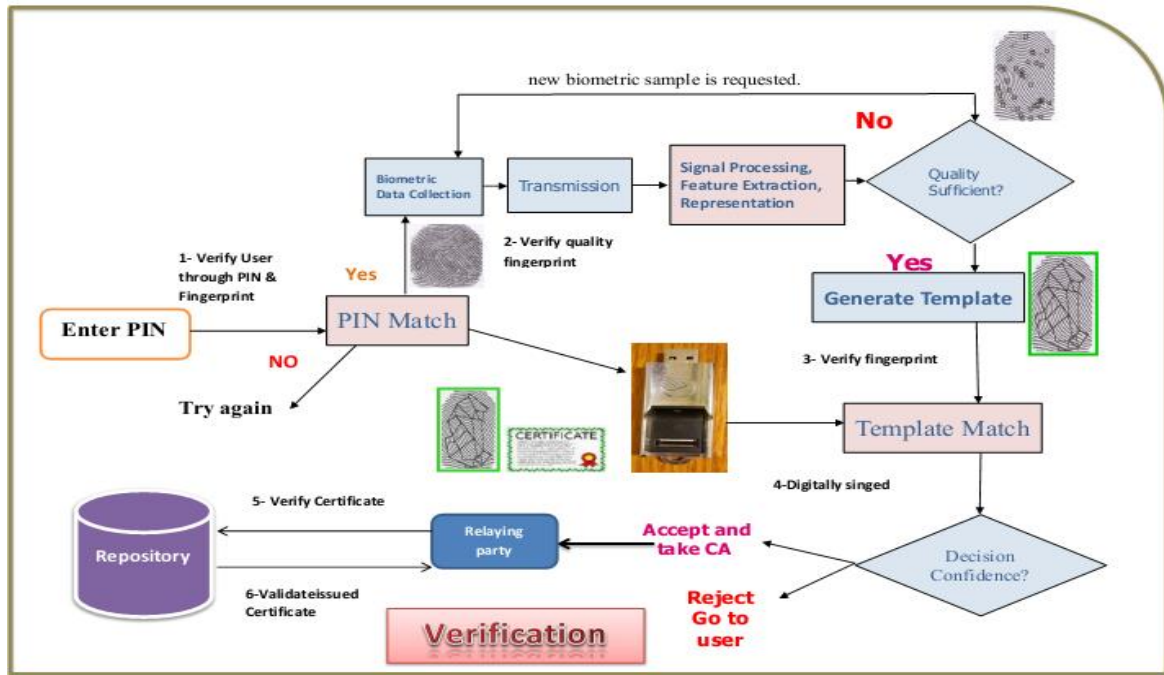 new biometric sample is requested.
No
Biometric
Data Collection
Transmission
Signal Processing,
Feature Extraction,
Representation
Quality
Sufficient?
1- Verify User
through PIN &
Fingerprint
Yes
2- Verify quality
fingerprint
Yes
Generate Template
Enter PIN
PIN Match
3- Verify fingerprint
NO
Try again
CERTIFICATE
Template Match
4-Digitally singed
5- Verify Certificate
Repository
Relaying
party
Accept and
take CA
Decision
Confidence?
6-Validateissued
Certificate
Reject
Go to
user
Verification